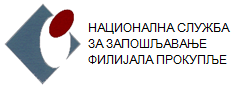 НАЦИОНАЛНА СЛУЖБА
ЗА ЗАПОШЉАВАЊЕ
ФИЛИЈАЛА ПРОКУПЉЕ